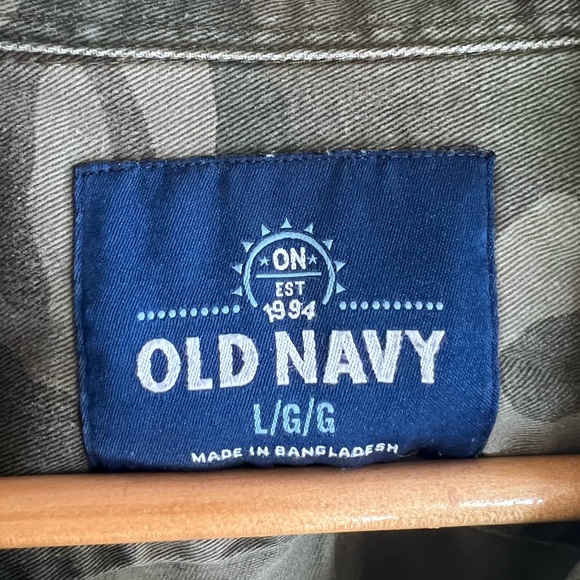 ON
EST
1994
OLD NAVY
L/G/G
MADE IN BANGLADESH